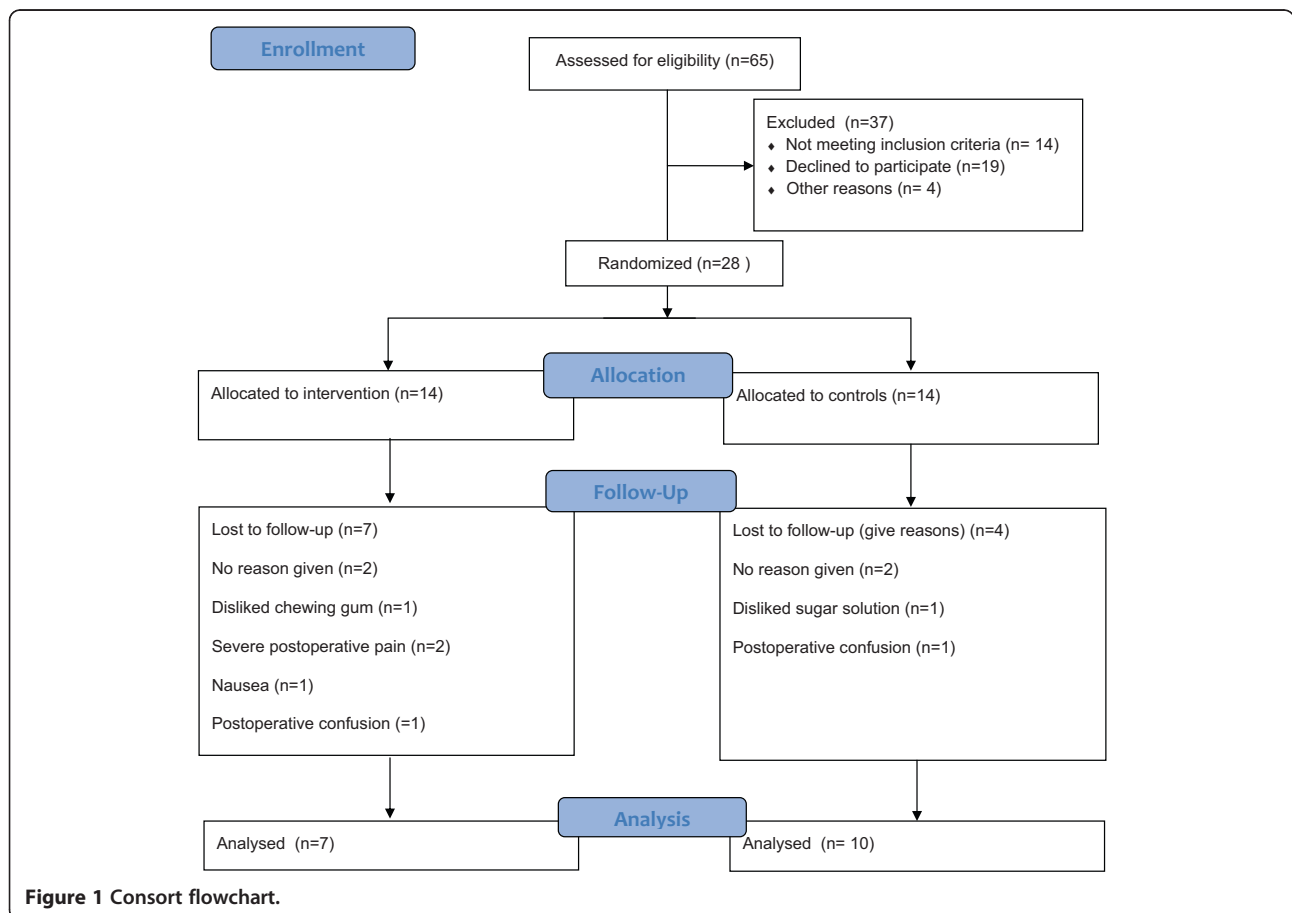 Enrollment
Assessed for eligibility (n=65)
Excluded (n=37)
♦ Not meeting inclusion criteria (n= 14)
♦ Declined to participate (n=19)
♦ Other reasons (n= 4)
Randomized (n=28 )
Allocation
Allocated to intervention (n=14)
Allocated to controls (n=14)
Follow-Up
Lost to follow-up (n=7)
No reason given (n=2)
Disliked chewing gum (n=1)
Severe postoperative pain (n=2)
Nausea (n=1)
Postoperative confusion (=1)
Lost to follow-up (give reasons) (n=4)
No reason given (n=2)
Disliked sugar solution (n=1)
Postoperative confusion (n=1)
Analysis
Analysed (n=7)
Analysed (n= 10)
Figure 1 Consort flowchart.